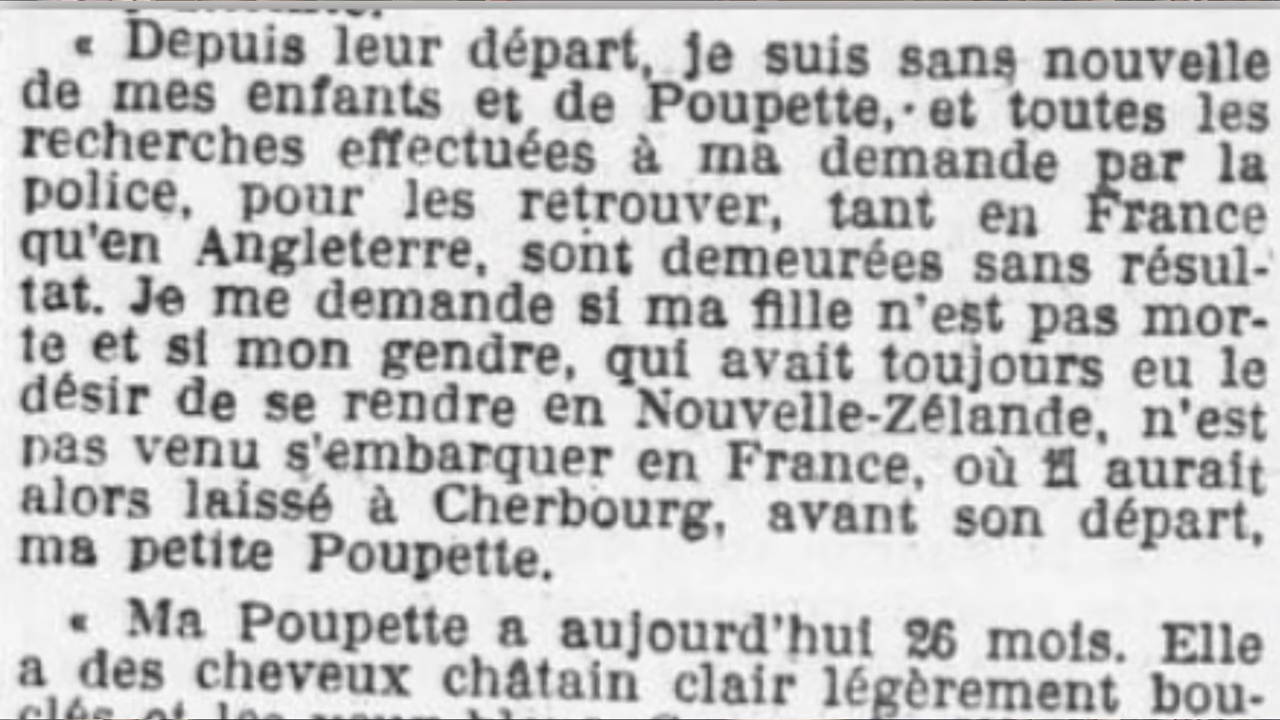 « Depuis leur départ, je suis sans nouvelle
de mes enfants et de Poupette, et toutes les
recherches effectuées à ma demande par la
police, pour les retrouver, tant en France
qu'en Angleterre, sont demeurées sans résul-
tat. Je me demande si ma fille n'est pas mor-
te et si mon gendre, qui avait toujours eu le
désir de se rendre en Nouvelle-Zélande, n'est
pas venu s'embarquer en France, où il aurait
alors laissé à Cherbourg, avant son départ,
ma petite Poupette.
« Ma Poupette a aujourd'hui 26 mois. Elle
a des cheveux châtain clair légèrement bou-
clés et les yeux